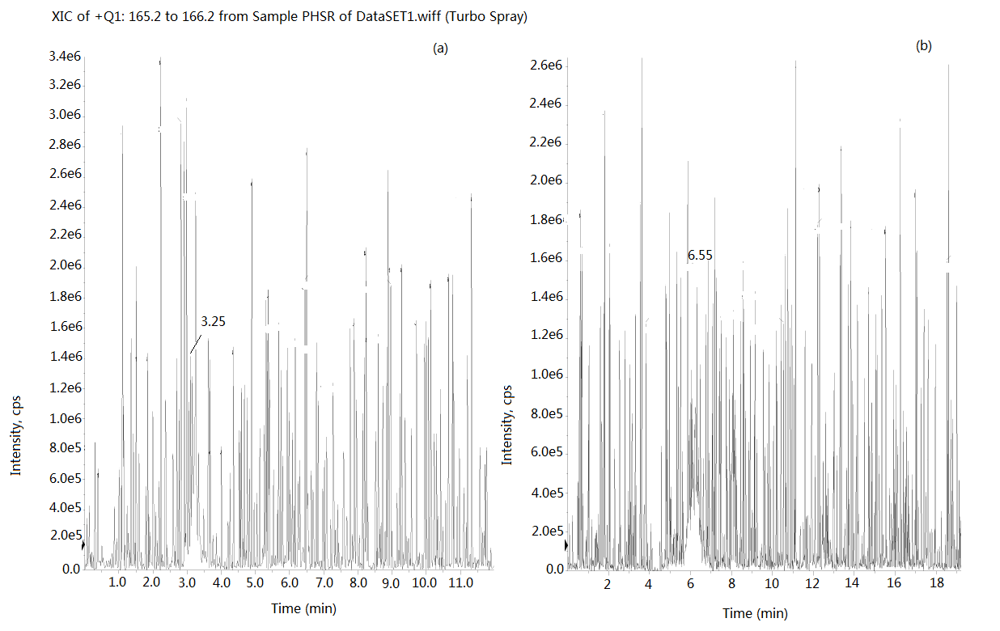 XIC of +Q1: 165.2 to 166.2 from Sample PHSR of DataSET1.wiff (Turbo Spray)
(a)
3.4e6
3.2e6
3.0e6
2.8e6
2.6e6
2.4e6
2.2e6
2.0e6
1.8e6
1.6e6
1.4e6
1.2e6
1.0e6
8.0e5
6.0e5
4.0e5
2.0e5
0.0
Intensity, cps
3.25
1.0 2.0 3.0 4.0 5.0 6.0 7.0 8.0 9.0 10.0 11.0
Time (min)
(b)
2.6e6
2.4e6
2.2e6
2.0e6
1.8e6
1.6e6
1.4e6
1.2e6
1.0e6
8.0e5
6.0e5
4.0e5
2.0e5
0.0
Intensity, cps
6.55
2 4 6 8 10 12 14 16 18
Time (min)